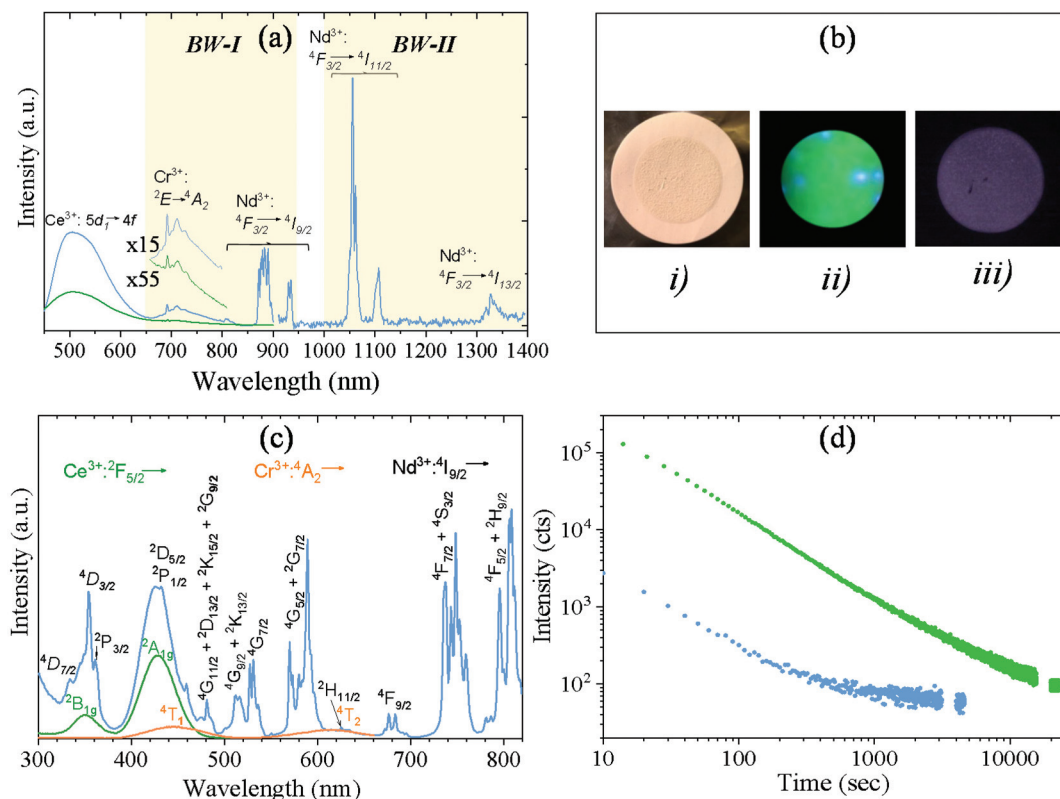 (a)
BW-I
BW-II
Nd³⁺:
⁴F₃/₂ → ⁴I₁₁/₂
Cr³⁺:
²E→⁴A₂
Nd³⁺:
⁴F₃/₂ → ⁴I₉/₂
Ce³⁺: 5d₁→ 4f
x15
x55
Nd³⁺:
⁴F₃/₂ → ⁴I₁₃/₂
Intensity (a.u.)
500 600 700 800 900 1000 1100 1200 1300 1400
Wavelength (nm)
(b)
i) ii) iii)
(c)
Ce³⁺:²F₅/₂ →
Cr³⁺:⁴A₂ →
Nd³⁺:⁴I₉/₂ →
⁴D₇/₂
⁴D₃/₂
²P₃/₂
²D₅/₂
²P₁/₂
²B₁g
²A₁g
⁴T₁
⁴G₁₁/₂ + ²D₁₃/₂ + ²K₁₅/₂ + ²G₉/₂
⁴G₉/₂ + ²K₁₃/₂
⁴G₇/₂
⁴G₅/₂ + ²G₇/₂
²H₁₁/₂
⁴T₂
⁴F₉/₂
⁴F₇/₂ + ⁴S₃/₂
⁴F₅/₂ + ²H₉/₂
Intensity (a.u.)
300 400 500 600 700 800
Wavelength (nm)
(d)
Intensity (cts)
10⁵
10⁴
10³
10²
10 100 1000 10000
Time (sec)